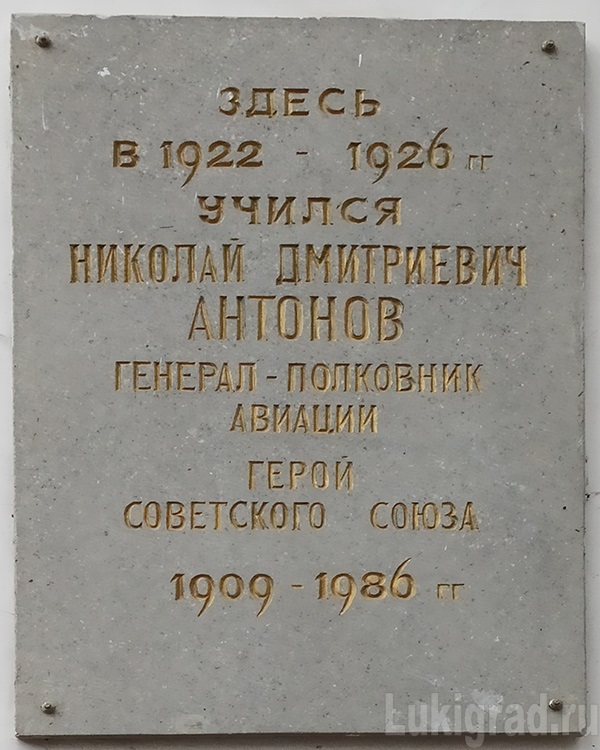 ЗДЕСЬ
В 1922 - 1926 гг
УЧИЛСЯ
НИКОЛАЙ ДМИТРИЕВИЧ
АНТОНОВ
ГЕНЕРАЛ - ПОЛКОВНИК
АВИАЦИИ
ГЕРОЙ
СОВЕТСКОГО СОЮЗА
1909 - 1986 гг
Lukigrad.ru